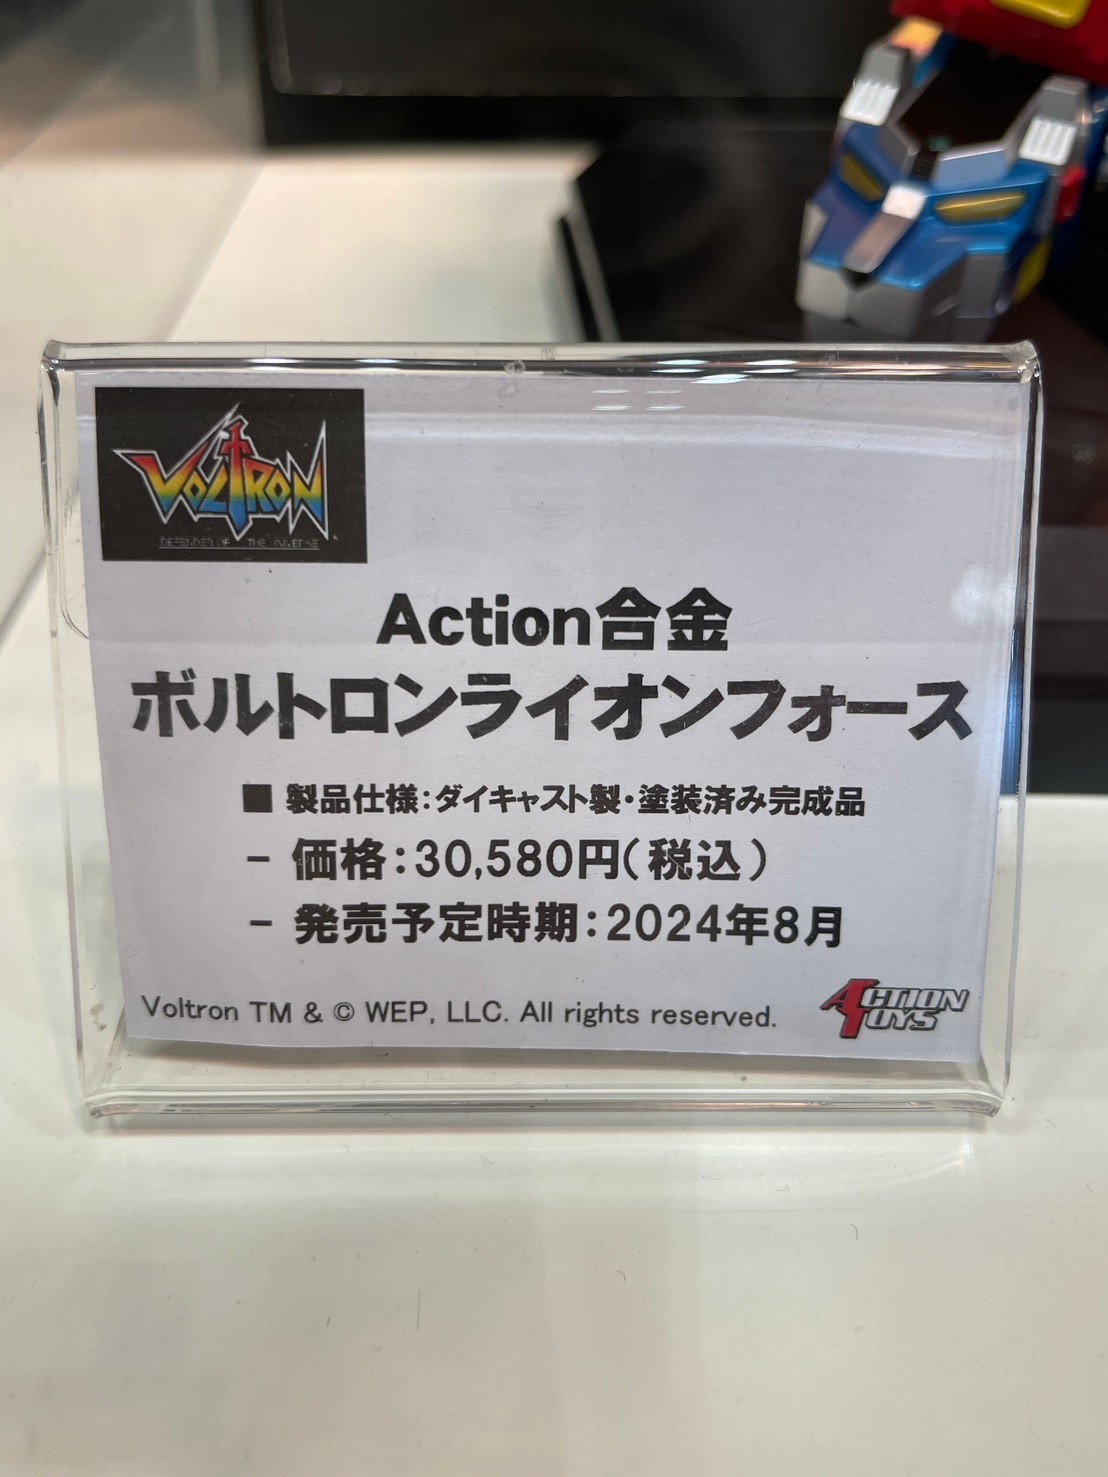 VOLTRON
DEFENDER OF THE UNIVERSE
Action合金
ボルトロンライオンフォース
■ 製品仕様：ダイキャスト製・塗装済み完成品
- 価格：30,580円（税込）
- 発売予定時期：2024年8月
Voltron TM & © WEP, LLC. All rights reserved.
ACTION
TOYS